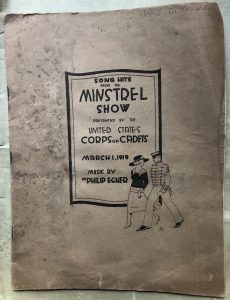 SONG HITS
FROM THE
MINSTREL
SHOW
PRESENTED BY THE
UNITED STATES
CORPS OF CADETS
MARCH 1, 1919
MUSIC BY
PHILIP EGNER